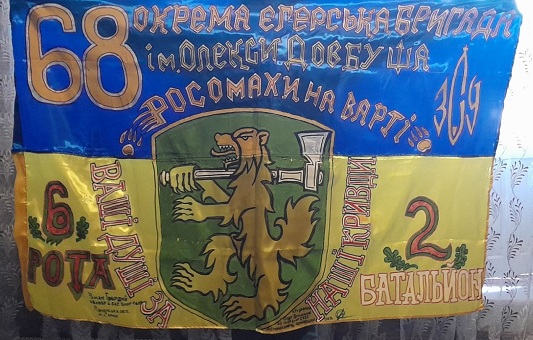 68 ОКРЕМА ЄГЕРСЬКА БРИГАДА
ім. ОЛЕКСИ ДОВБУША
РОСОМАХИ НА ВАРТІ
ЗСУ
6
РОТА
ВАШІ ДУШІ ЗА
НАШІ КРИВДИ
2
БАТАЛЬЙОН